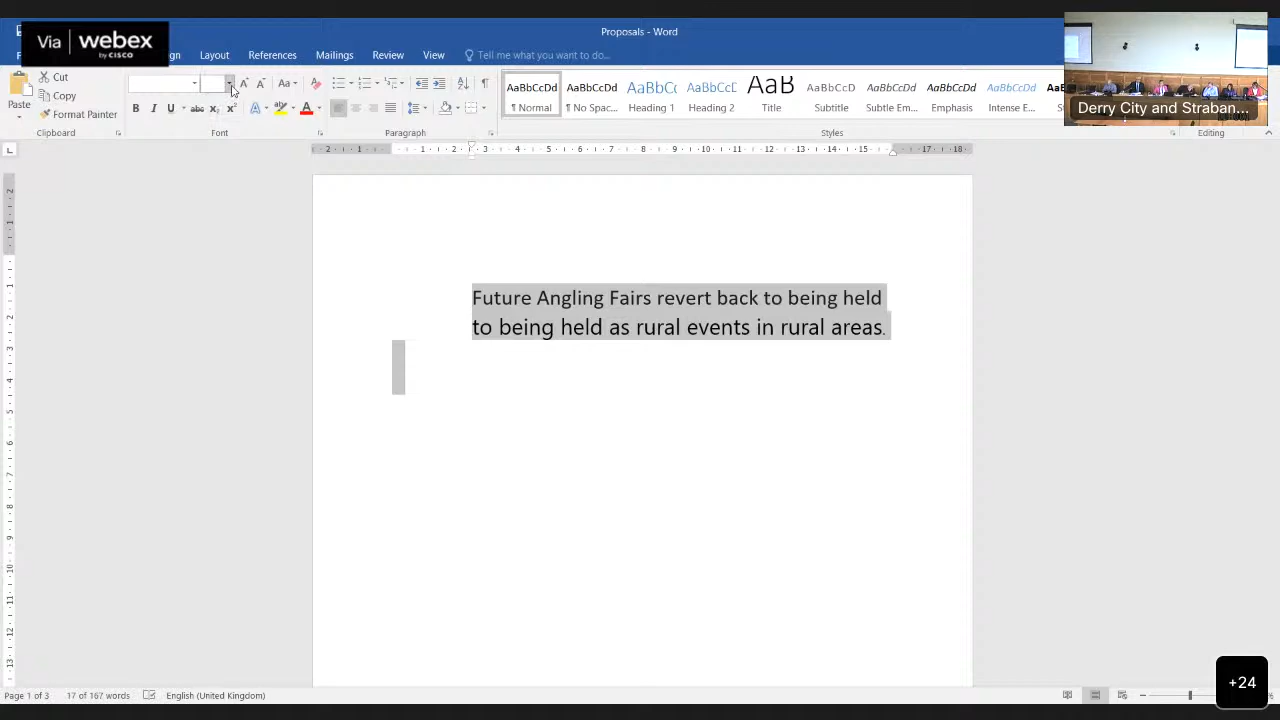 Via webex
by CISCO
Proposals - Word
Layout References Mailings Review View Tell me what you want to do...
Cut
Copy
Format Painter
Paste
Clipboard Font Paragraph Styles Editing
AaBbCcDd AaBbCcDd AaBbCc AaBbCcD AaB AaBbCcD AaBbCcDd AaBbCcDd AaBbCcDd
¶ Normal ¶ No Spac... Heading 1 Heading 2 Title Subtitle Subtle Em... Emphasis Intense E...
Derry City and Straban...
Future Angling Fairs revert back to being held
to being held as rural events in rural areas.
Page 1 of 3 17 of 167 words English (United Kingdom)
+24